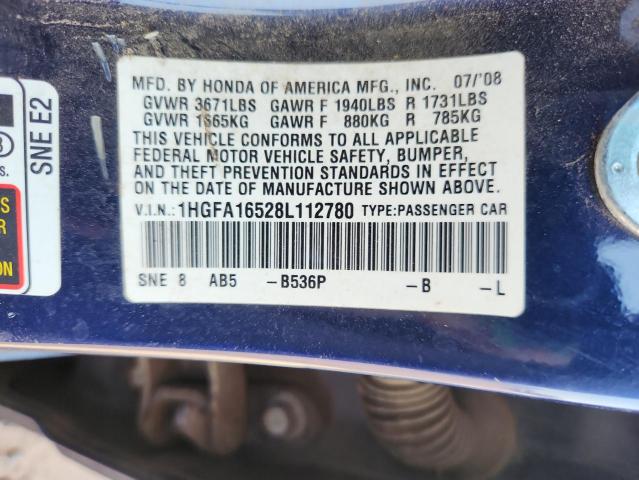 MFD. BY HONDA OF AMERICA MFG., INC. 07/'08
GVWR 3671LBS GAWR F 1940LBS R 1731LBS
GVWR 1665KG GAWR F 880KG R 785KG
THIS VEHICLE CONFORMS TO ALL APPLICABLE
FEDERAL MOTOR VEHICLE SAFETY, BUMPER,
AND THEFT PREVENTION STANDARDS IN EFFECT
ON THE DATE OF MANUFACTURE SHOWN ABOVE.
V.I.N.: 1HGFA16528L112780 TYPE:PASSENGER CAR
SNE 8 AB5 -B536P -B -L
SNE E2